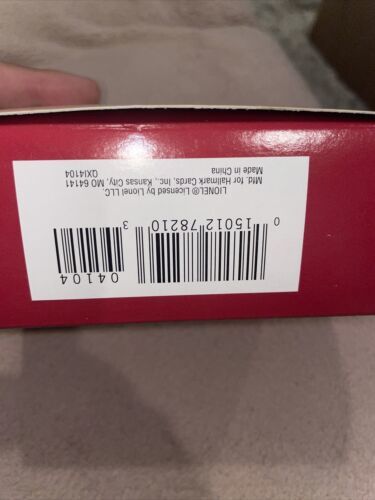 0 15012 78210 3
04104
LIONEL® Licensed by Lionel LLC.
Mfd. for Hallmark Cards, Inc., Kansas City, MO 64141
Made in China QXI4104